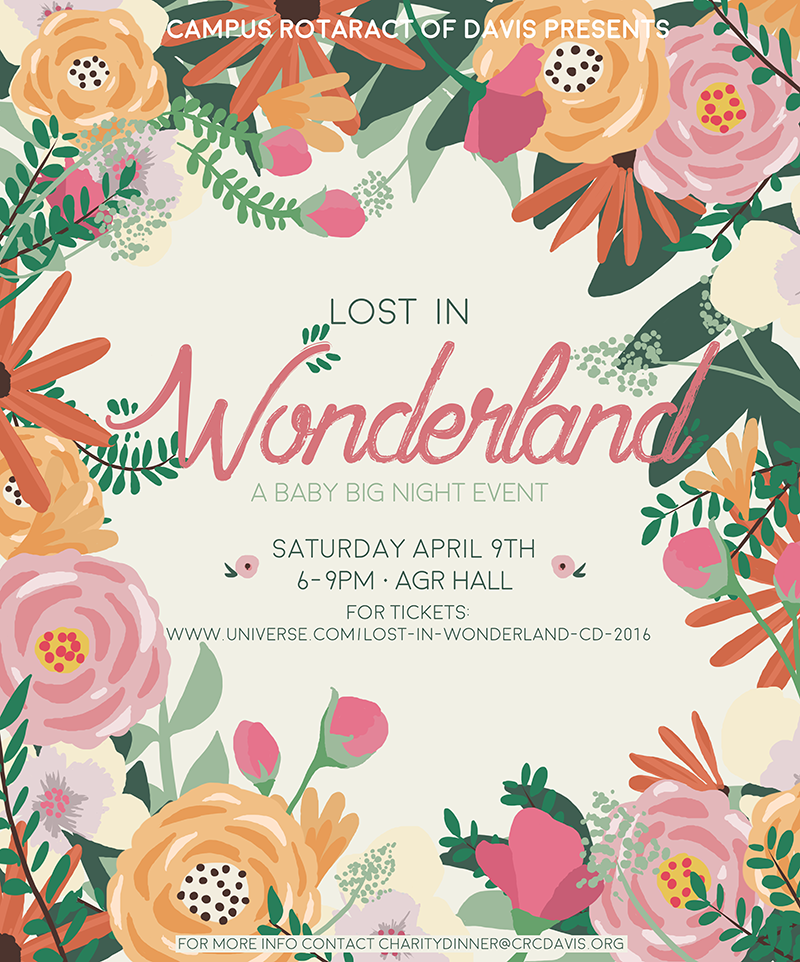 CAMPUS ROTARACT OF DAVIS PRESENTS
LOST IN
Wonderland
A BABY BIG NIGHT EVENT
SATURDAY APRIL 9TH
6-9PM · AGR HALL
FOR TICKETS:
WWW.UNIVERSE.COM/LOST-IN-WONDERLAND-CD-2016
FOR MORE INFO CONTACT CHARITYDINNER@CRCDAVIS.ORG